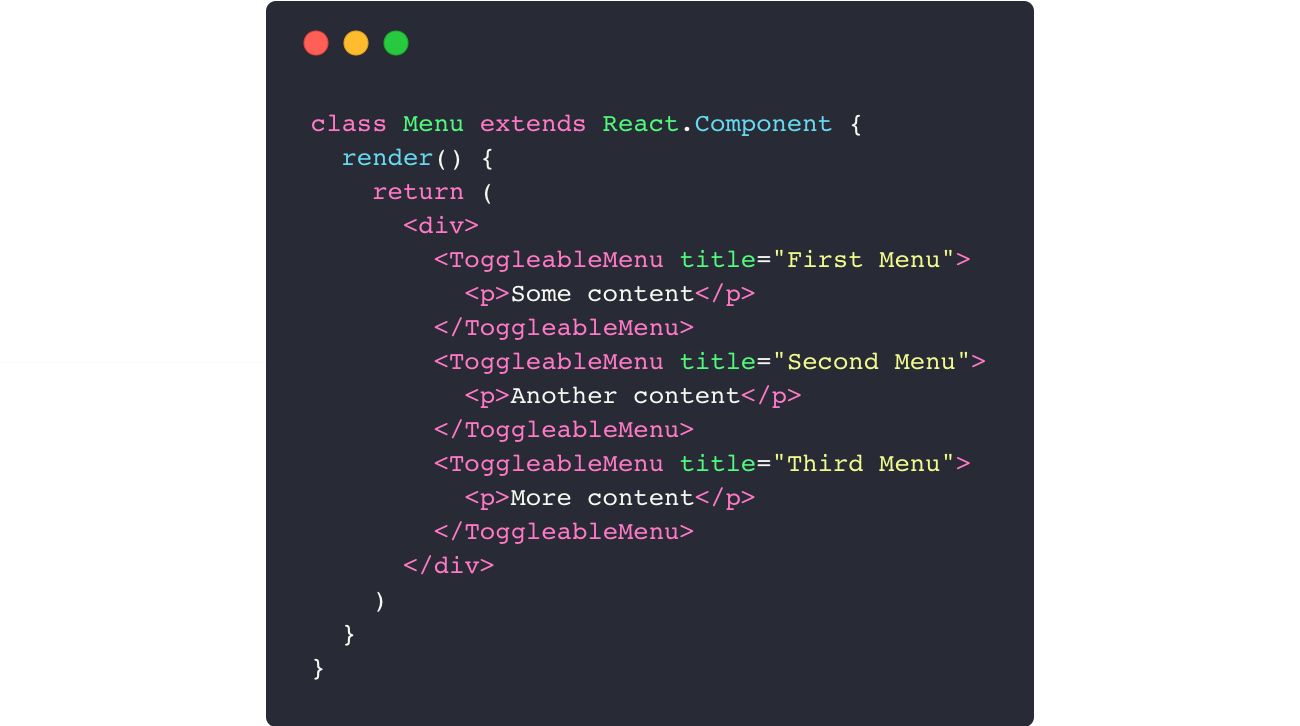 class Menu extends React.Component {
  render() {
    return (
      <div>
        <ToggleableMenu title="First Menu">
          <p>Some content</p>
        </ToggleableMenu>
        <ToggleableMenu title="Second Menu">
          <p>Another content</p>
        </ToggleableMenu>
        <ToggleableMenu title="Third Menu">
          <p>More content</p>
        </ToggleableMenu>
      </div>
    )
  }
}